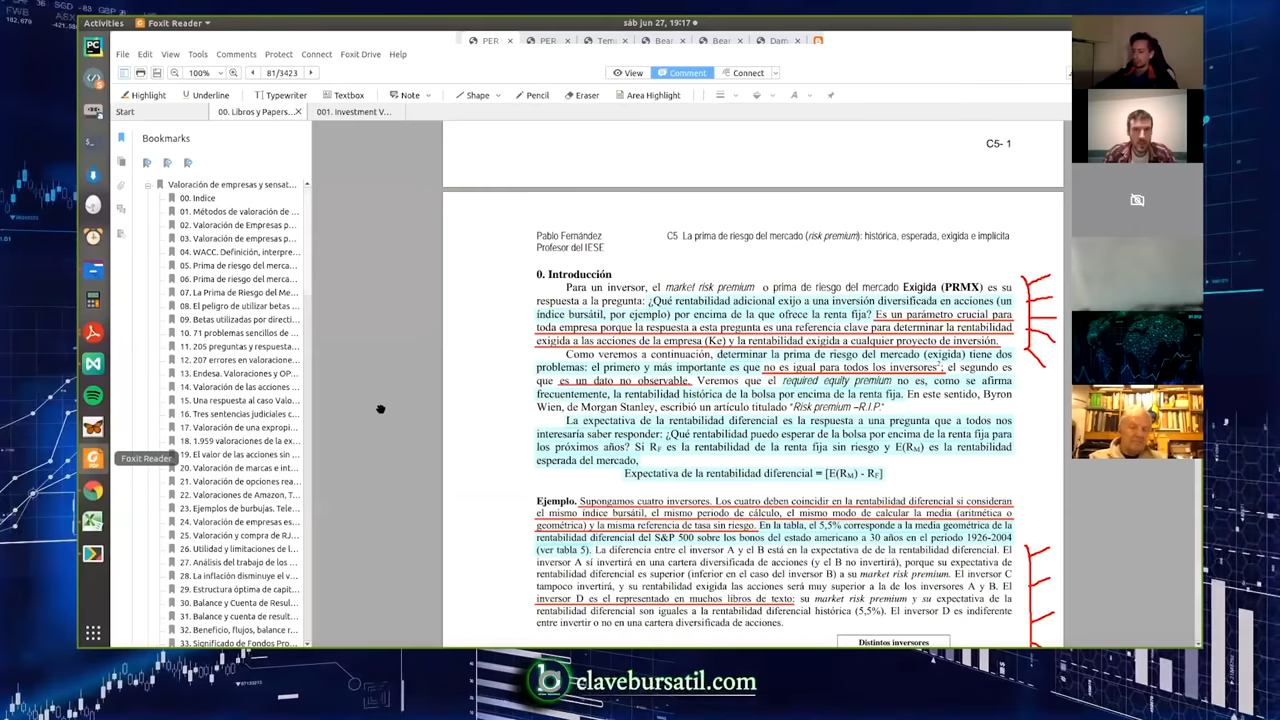 SGD
GBP
FWB
ASX
Activities Foxit Reader
sáb jun 27, 19:17
PER × PER × Tem × Bear × Bear × Dam ×
File Edit View Tools Comments Protect Share Connect Foxit Drive Help
100% 81/3423 View Comment Connect
Highlight Underline Typewriter Textbox Note Shape Pencil Eraser Area Highlight
Start 00. Libros y Papers... × 001. Investment V...
Bookmarks
Valoración de empresas y sensat...
00. Indice
01. Métodos de valoración de ...
02. Valoración de Empresas p...
03. Valoración de empresas p...
04. WACC. Definición, interpre...
05. Prima de riesgo del merca...
06. Prima de riesgo del merca...
07. La Prima de Riesgo del Me...
08. El peligro de utilizar Betas ...
09. Betas utilizadas por directi...
10. 71 problemas sencillos de ...
11. 205 preguntas y respuesta...
12. 207 errores en valoracione...
13. Endesa. Valoraciones y OP...
14. Valoración de las acciones ...
15. Una respuesta al caso Valo...
16. Tres sentencias judiciales c...
17. Valoración de una expropi...
18. 1.959 valoraciones de la ex...
19. El valor de las acciones sin ...
Foxit Reader
20. Valoración de marcas e int...
21. Valoración de opciones rea...
22. Valoraciones de Amazon, T...
23. Ejemplos de burbujas. Tele...
24. Valoración de empresas es...
25. Valoración y compra de RJ...
26. Utilidad y limitaciones de l...
27. Análisis del trabajo de los ...
28. La inflación disminuye el v...
29. Estructura óptima de capit...
30. Balance y Cuenta de Resul...
31. Balance y cuenta de result...
32. Beneficio, flujos, balance r...
33. Significado de Fondos Pro...
C5- 1
Pablo Fernández C5 La prima de riesgo del mercado (risk premium): histórica, esperada, exigida e implícita
Profesor del IESE
0. Introducción
Para un inversor, el market risk premium o prima de riesgo del mercado Exigida (PRMX) es su
respuesta a la pregunta: ¿Qué rentabilidad adicional exijo a una inversión diversificada en acciones (un
índice bursátil, por ejemplo) por encima de la que ofrece la renta fija? Es un parámetro crucial para
toda empresa porque la respuesta a esta pregunta es una referencia clave para determinar la rentabilidad
exigida a las acciones de la empresa (Ke) y la rentabilidad exigida a cualquier proyecto de inversión.
Como veremos a continuación, determinar la prima de riesgo del mercado (exigida) tiene dos
problemas: el primero y más importante es que no es igual para todos los inversores; el segundo es
que es un dato no observable. Veremos que el required equity premium no es, como se afirma
frecuentemente, la rentabilidad histórica de la bolsa por encima de la renta fija. En este sentido, Byron
Wien, de Morgan Stanley, escribió un artículo titulado “Risk premium –R.I.P.”
La expectativa de la rentabilidad diferencial es la respuesta a una pregunta que a todos nos
interesaría saber responder: ¿Qué rentabilidad puedo esperar de la bolsa por encima de la renta fija para
los próximos años? Si RF es la rentabilidad de la renta fija sin riesgo y E(RM) es la rentabilidad
esperada del mercado,
Expectativa de la rentabilidad diferencial = [E(RM) - RF]
Ejemplo. Supongamos cuatro inversores. Los cuatro deben coincidir en la rentabilidad diferencial si consideran
el mismo índice bursátil, el mismo periodo de cálculo, el mismo modo de calcular la media (aritmética o
geométrica) y la misma referencia de tasa sin riesgo. En la tabla, el 5,5% corresponde a la media geométrica de la
rentabilidad diferencial del S&P 500 sobre los bonos del estado americano a 30 años en el periodo 1926-2004
(ver tabla 5). La diferencia entre el inversor A y el B está en la expectativa de de la rentabilidad diferencial. El
inversor A si invertirá en una cartera diversificada de acciones (y el B no invertirá), porque su expectativa de
rentabilidad diferencial es superior (inferior en el caso del inversor B) a su market risk premium. El inversor C
tampoco invertirá, y su rentabilidad exigida las acciones será muy superior a la de los inversores A y B. El
inversor D es el representado en muchos libros de texto: su market risk premium y su expectativa de la
rentabilidad diferencial son iguales a la rentabilidad diferencial histórica (5,5%). El inversor D es indiferente
entre invertir o no en una cartera diversificada de acciones.
Distintos inversores
clavebursatil.com